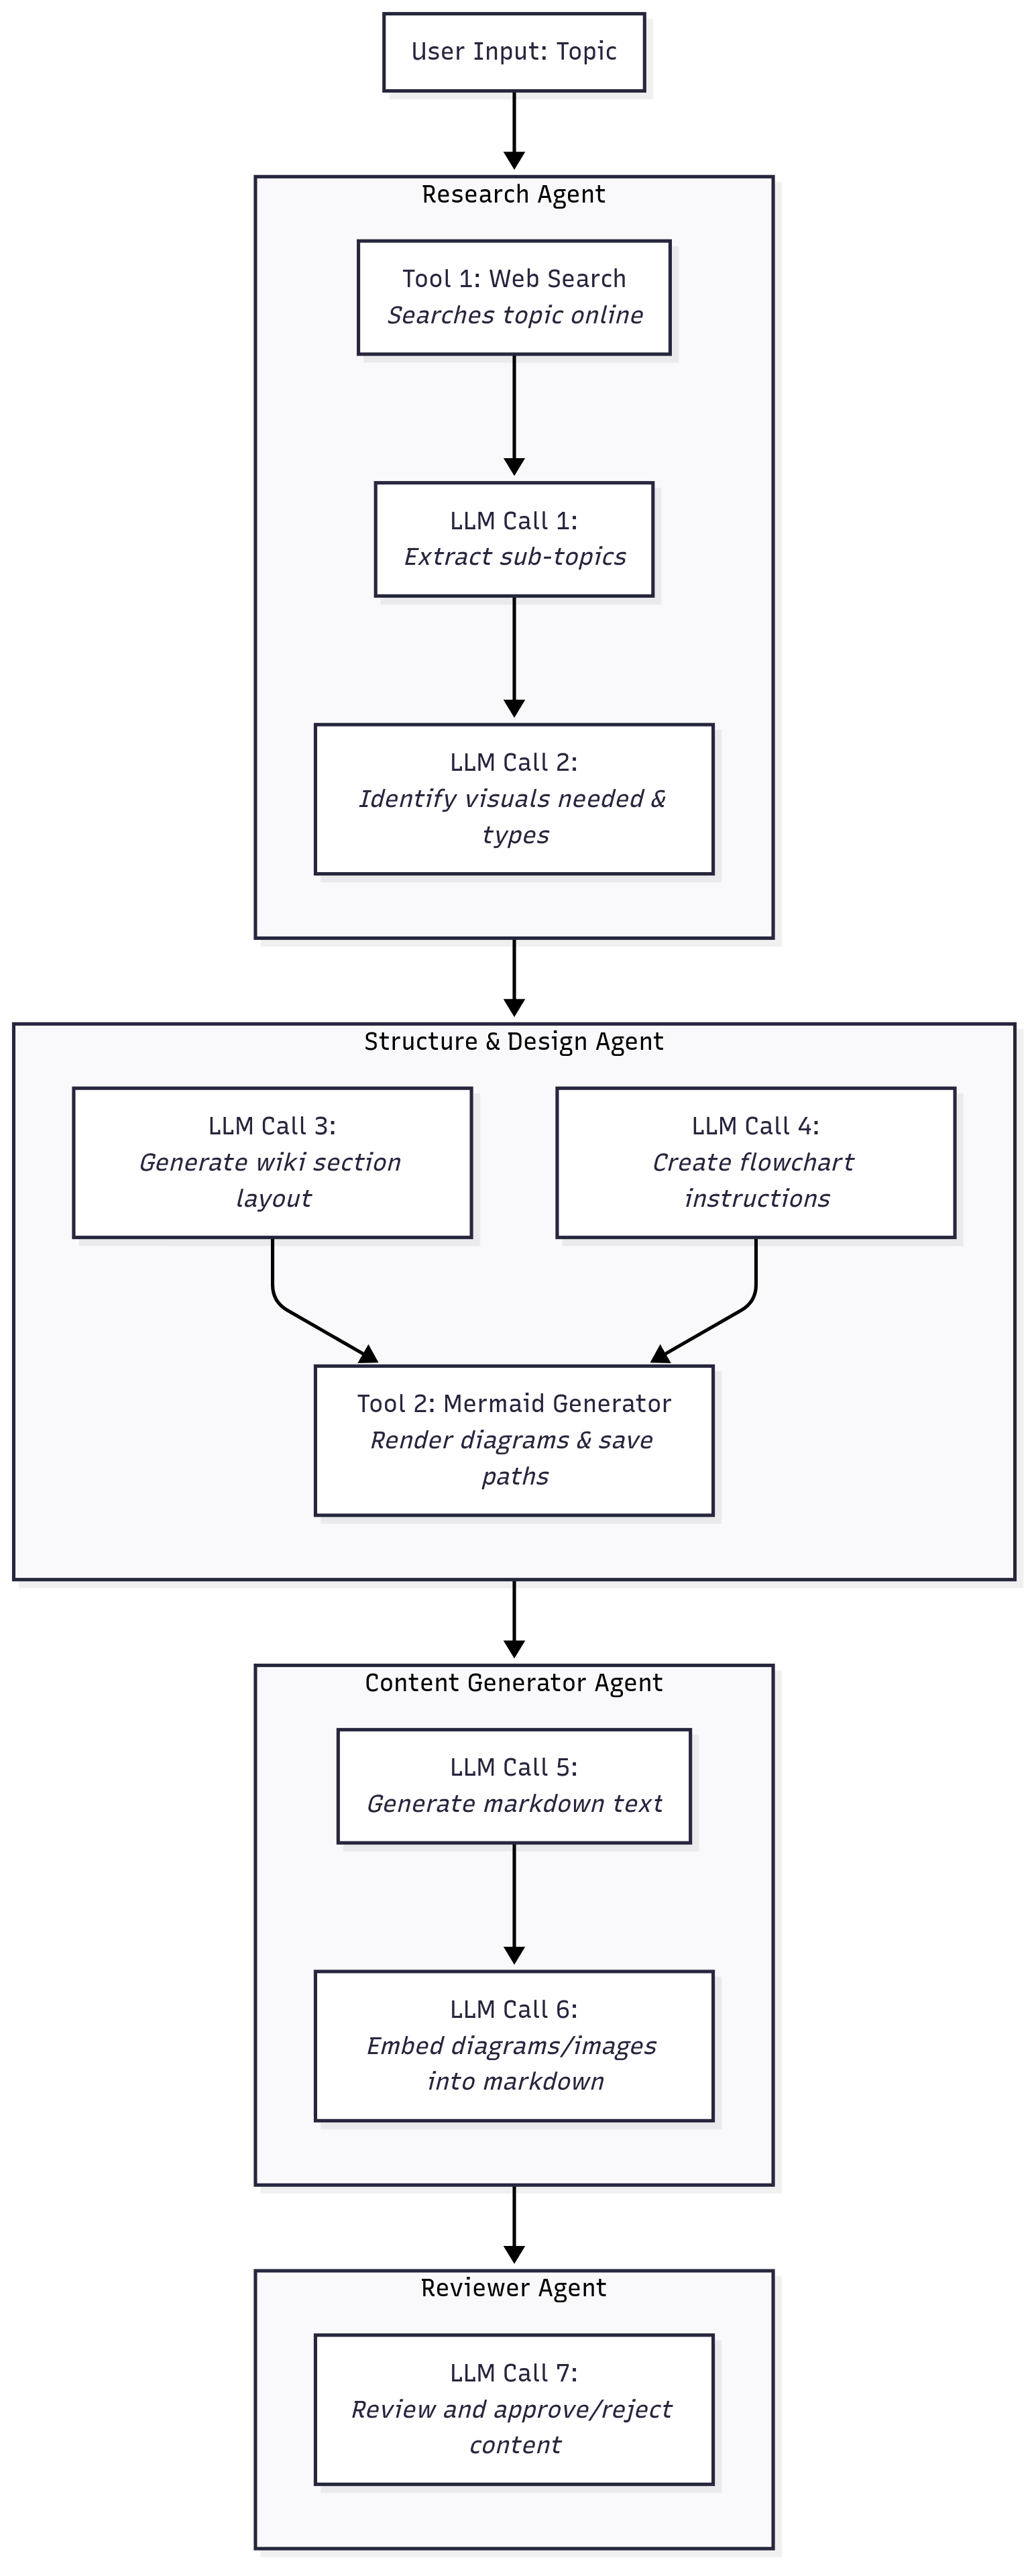 User Input: Topic
Research Agent
Tool 1: Web Search
Searches topic online
LLM Call 1:
Extract sub-topics
LLM Call 2:
Identify visuals needed &
types
Structure & Design Agent
LLM Call 3:
Generate wiki section
layout
LLM Call 4:
Create flowchart
instructions
Tool 2: Mermaid Generator
Render diagrams & save
paths
Content Generator Agent
LLM Call 5:
Generate markdown text
LLM Call 6:
Embed diagrams/images
into markdown
Reviewer Agent
LLM Call 7:
Review and approve/reject
content